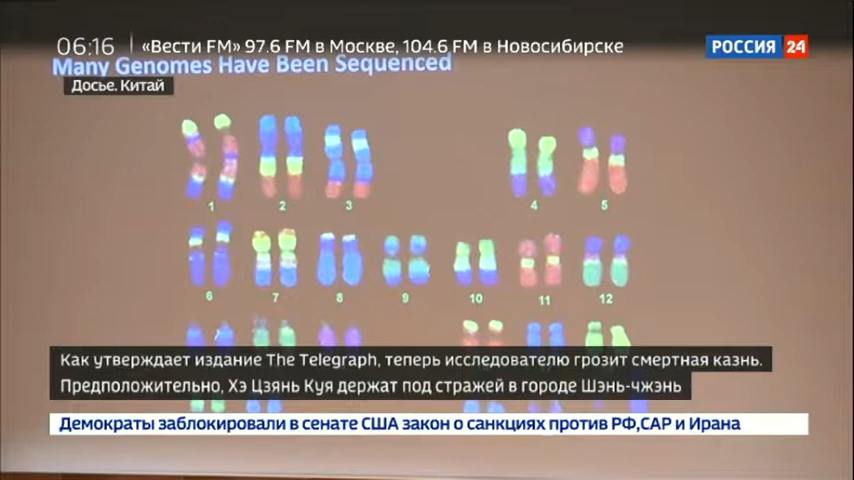 06:16 «Вести FM» 97.6 FM в Москве, 104.6 FM в Новосибирске РОССИЯ 24
Many Genomes Have Been Sequenced
Досье. Китай
1 2 3 4 5
6 7 8 9 10 11 12
Как утверждает издание The Telegraph, теперь исследователю грозит смертная казнь.
Предположительно, Хэ Цзянь Куя держат под стражей в городе Шэнь-чжэнь
Демократы заблокировали в сенате США закон о санкциях против РФ,САР и Ирана